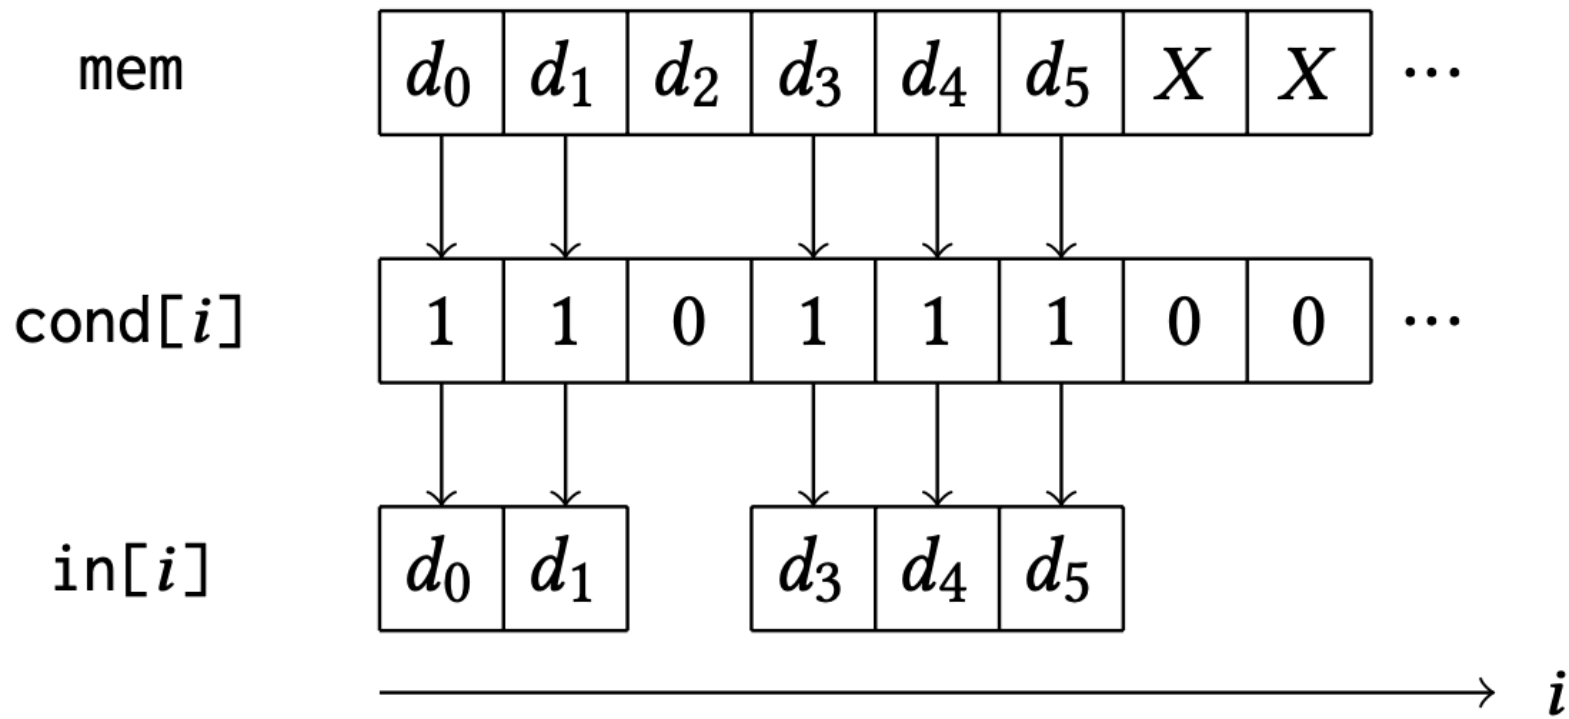 mem d₀ d₁ d₂ d₃ d₄ d₅ X X ⋯
cond[i] 1 1 0 1 1 1 0 0 ⋯
in[i] d₀ d₁ d₃ d₄ d₅
i